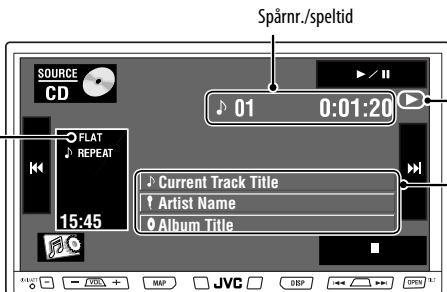 Spårnr./speltid
SOURCE
CD
♪ 01 0:01:20
FLAT
♪ REPEAT
Current Track Title
Artist Name
Album Title
15:45
VOL
MAP
JVC
DISP
OPEN